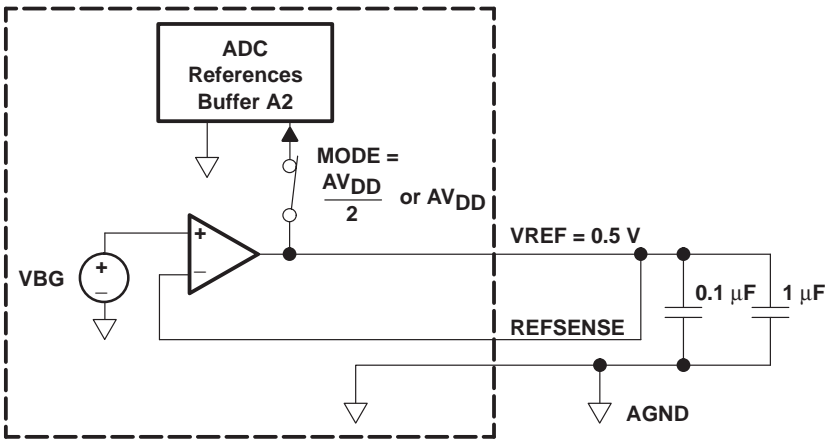 ADC
References
Buffer A2
MODE =
AVDD
2
or AVDD
+
−
VBG
+
−
VREF = 0.5 V
0.1 μF
1 μF
REFSENSE
AGND